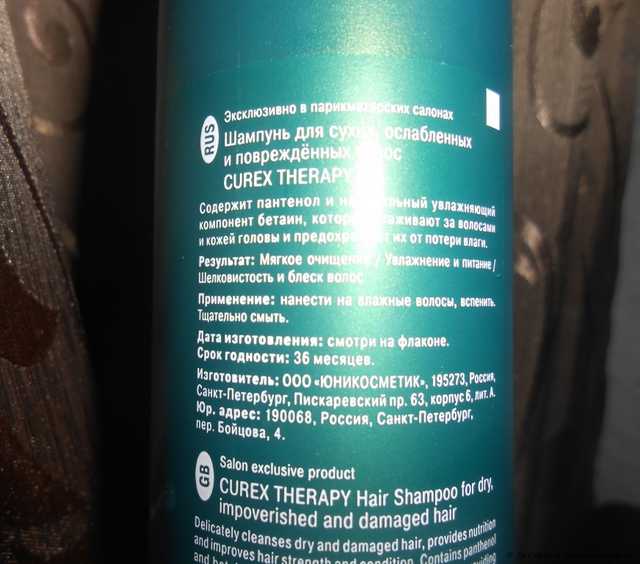 RUS
Эксклюзивно в парикмахерских салонах
Шампунь для сухих, ослабленных
и повреждённых волос
CUREX THERAPY
Содержит пантенол и натуральный увлажняющий
компонент бетаин, которые ухаживают за волосами
и кожей головы и предохраняют их от потери влаги.
Результат: Мягкое очищение / Увлажнение и питание /
Шелковистость и блеск волос
Применение: нанести на влажные волосы, вспенить.
Тщательно смыть.
Дата изготовления: смотри на флаконе.
Срок годности: 36 месяцев.
Изготовитель: ООО «ЮНИКОСМЕТИК», 195273, Россия,
Санкт-Петербург, Пискаревский пр. 63, корпус 6, лит. А.
Юр. адрес: 190068, Россия, Санкт-Петербург,
пер. Бойцова, 4.
GB
Salon exclusive product
CUREX THERAPY Hair Shampoo for dry,
impoverished and damaged hair
Delicately cleanses dry and damaged hair, provides nutrition
and improves hair strength and condition. Contains panthenol